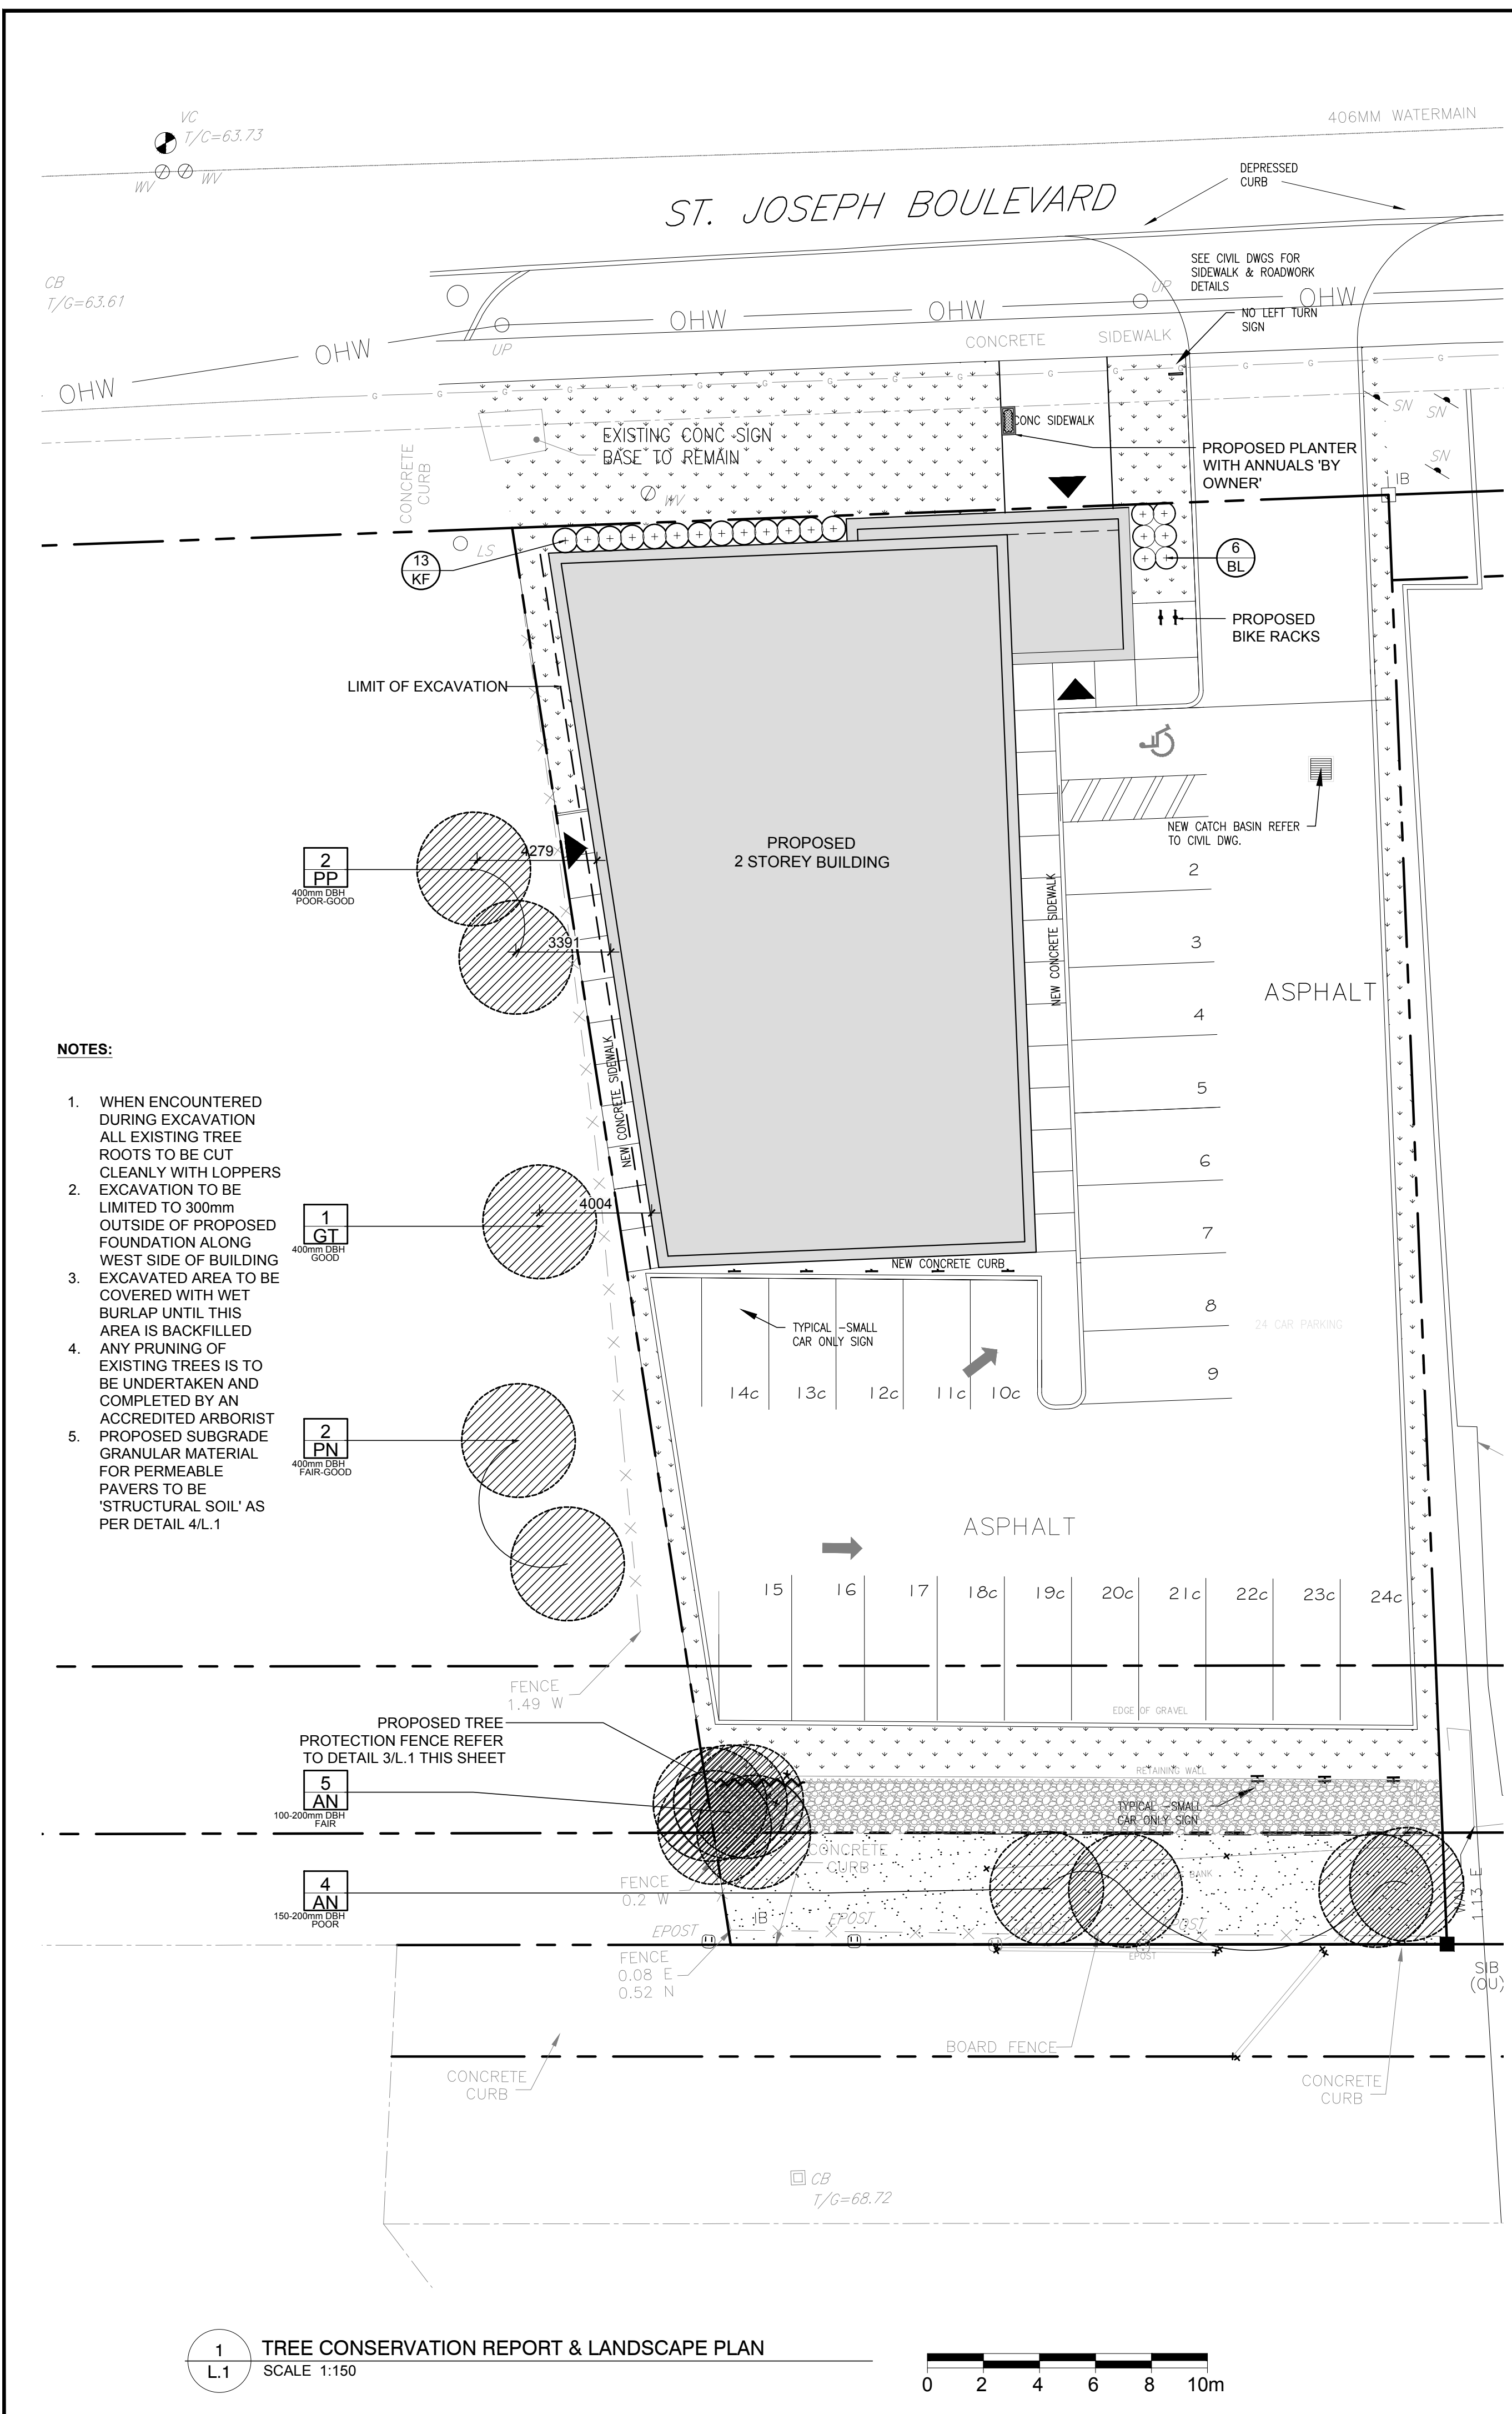 VC
T/C=63.73
WV
WV
406MM WATERMAIN
DEPRESSED
CURB
ST. JOSEPH BOULEVARD
SEE CIVIL DWGS FOR
SIDEWALK & ROADWORK
DETAILS
CB
T/G=63.61
UP
OHW
OHW
OHW
OHW
OHW
UP
NO LEFT TURN
SIGN
CONCRETE SIDEWALK
G G G G G G G G G G G G
SN
SN
SN
CONC SIDEWALK
EXISTING CONC SIGN
BASE TO REMAIN
CONCRETE
CURB
PROPOSED PLANTER
WITH ANNUALS 'BY
OWNER'
IB
WV
LS
13
KF
6
BL
PROPOSED
BIKE RACKS
LIMIT OF EXCAVATION
NEW CATCH BASIN REFER
TO CIVIL DWG.
PROPOSED
2 STOREY BUILDING
2
PP
400mm DBH
POOR-GOOD
4279
3391
NEW CONCRETE SIDEWALK
NEW CONCRETE SIDEWALK
2
3
4
5
6
7
8
9
ASPHALT
24 CAR PARKING
NOTES:
1. WHEN ENCOUNTERED
DURING EXCAVATION
ALL EXISTING TREE
ROOTS TO BE CUT
CLEANLY WITH LOPPERS
2. EXCAVATION TO BE
LIMITED TO 300mm
OUTSIDE OF PROPOSED
FOUNDATION ALONG
WEST SIDE OF BUILDING
3. EXCAVATED AREA TO BE
COVERED WITH WET
BURLAP UNTIL THIS
AREA IS BACKFILLED
4. ANY PRUNING OF
EXISTING TREES IS TO
BE UNDERTAKEN AND
COMPLETED BY AN
ACCREDITED ARBORIST
5. PROPOSED SUBGRADE
GRANULAR MATERIAL
FOR PERMEABLE
PAVERS TO BE
'STRUCTURAL SOIL' AS
PER DETAIL 4/L.1
1
GT
400mm DBH
GOOD
4004
NEW CONCRETE CURB
TYPICAL -SMALL
CAR ONLY SIGN
14c 13c 12c 11c 10c
2
PN
400mm DBH
FAIR-GOOD
ASPHALT
15 16 17 18c 19c 20c 21c 22c 23c 24c
FENCE
1.49 W
EDGE OF GRAVEL
PROPOSED TREE
PROTECTION FENCE REFER
TO DETAIL 3/L.1 THIS SHEET
RETAINING WALL
TYPICAL -SMALL
CAR ONLY SIGN
5
AN
100-200mm DBH
FAIR
CONCRETE
CURB
BANK
4
AN
150-200mm DBH
POOR
FENCE
0.2 W
WALL
1.13 E
EPOST
IB
EPOST
EPOST
FENCE
0.08 E
0.52 N
SIB
(OU)
BOARD FENCE
CONCRETE
CURB
CONCRETE
CURB
CB
T/G=68.72
1
L.1
TREE CONSERVATION REPORT & LANDSCAPE PLAN
SCALE 1:150
0 2 4 6 8 10m